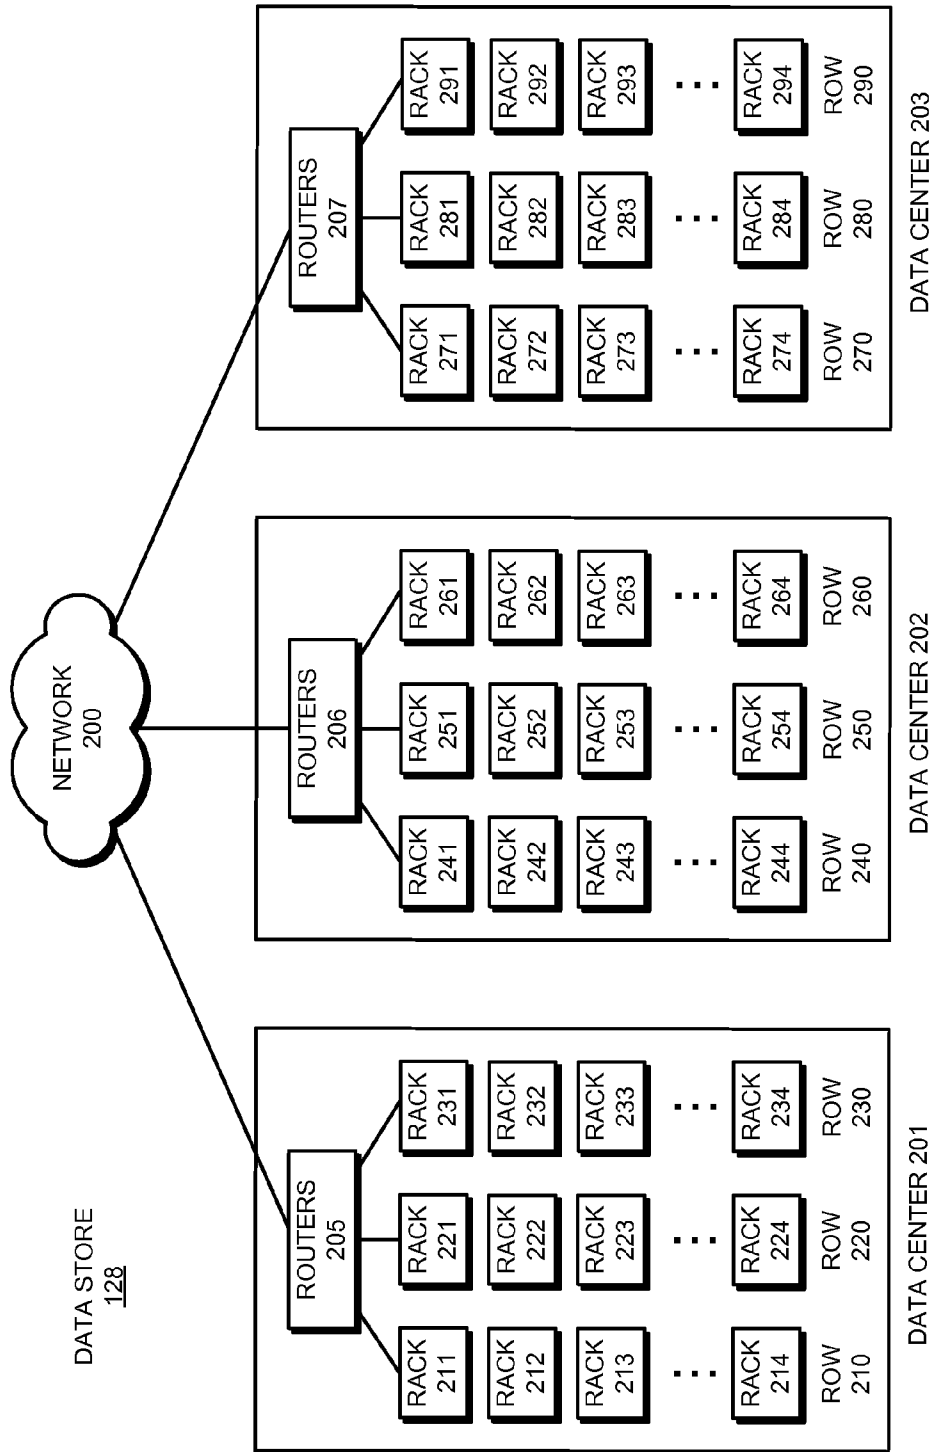 DATA STORE
128
NETWORK
200
ROUTERS
205
RACK
211
RACK
221
RACK
231
RACK
212
RACK
222
RACK
232
RACK
213
RACK
223
RACK
233
...
...
...
RACK
214
RACK
224
RACK
234
ROW
210
ROW
220
ROW
230
DATA CENTER 201
ROUTERS
206
RACK
241
RACK
251
RACK
261
RACK
242
RACK
252
RACK
262
RACK
243
RACK
253
RACK
263
...
...
...
RACK
244
RACK
254
RACK
264
ROW
240
ROW
250
ROW
260
DATA CENTER 202
ROUTERS
207
RACK
271
RACK
281
RACK
291
RACK
272
RACK
282
RACK
292
RACK
273
RACK
283
RACK
293
...
...
...
RACK
274
RACK
284
RACK
294
ROW
270
ROW
280
ROW
290
DATA CENTER 203